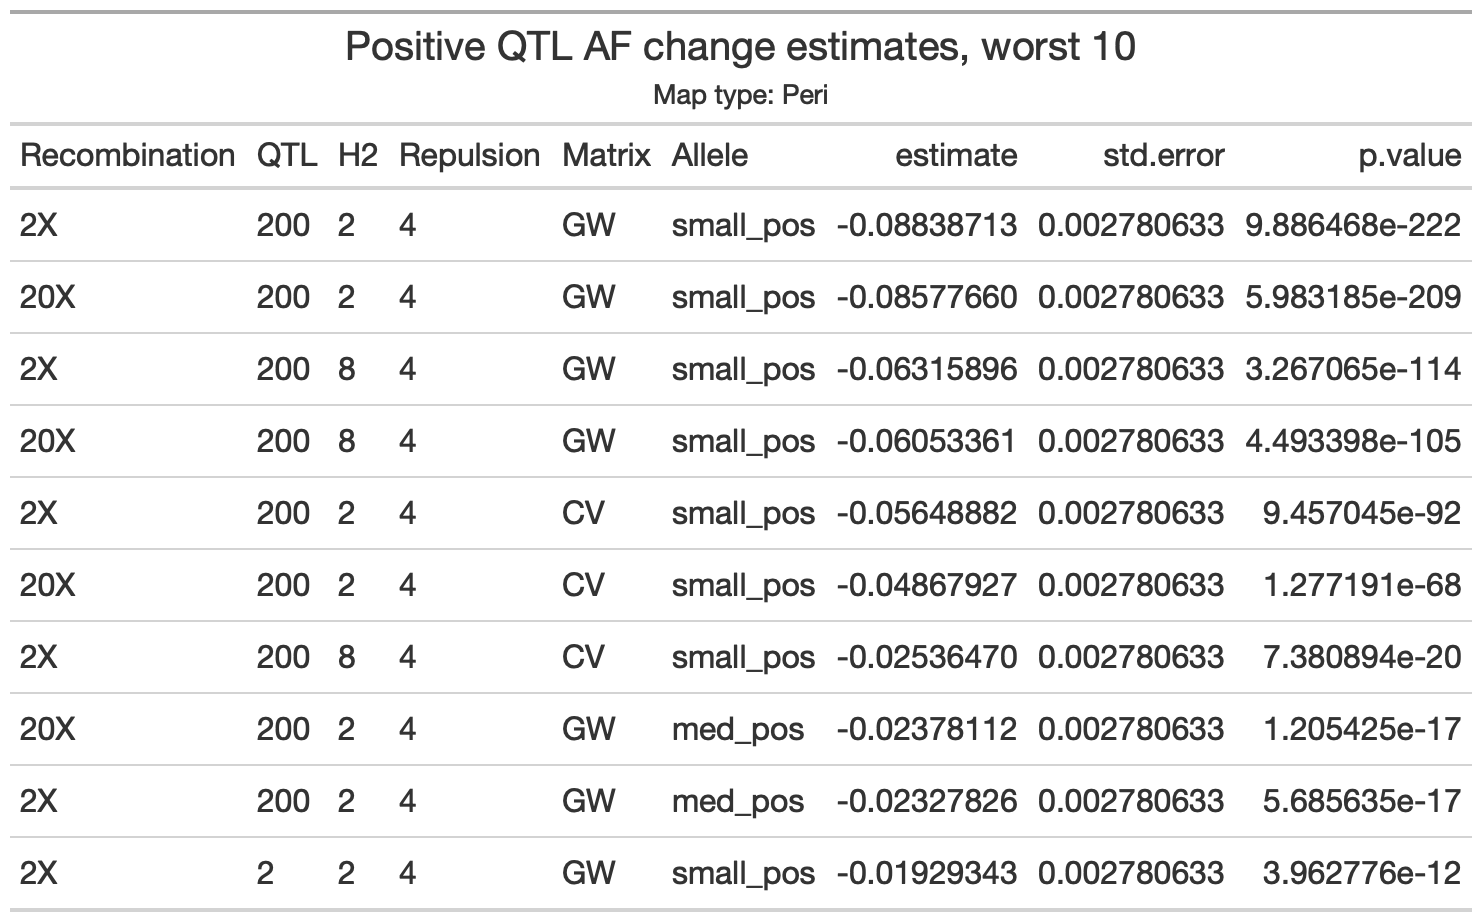 Positive QTL AF change estimates, worst 10
Map type: Peri
Recombination QTL H2 Repulsion Matrix Allele estimate std.error p.value
2X 200 2 4 GW small_pos -0.08838713 0.002780633 9.886468e-222
20X 200 2 4 GW small_pos -0.08577660 0.002780633 5.983185e-209
2X 200 8 4 GW small_pos -0.06315896 0.002780633 3.267065e-114
20X 200 8 4 GW small_pos -0.06053361 0.002780633 4.493398e-105
2X 200 2 4 CV small_pos -0.05648882 0.002780633 9.457045e-92
20X 200 2 4 CV small_pos -0.04867927 0.002780633 1.277191e-68
2X 200 8 4 CV small_pos -0.02536470 0.002780633 7.380894e-20
20X 200 2 4 GW med_pos -0.02378112 0.002780633 1.205425e-17
2X 200 2 4 GW med_pos -0.02327826 0.002780633 5.685635e-17
2X 2 2 4 GW small_pos -0.01929343 0.002780633 3.962776e-12